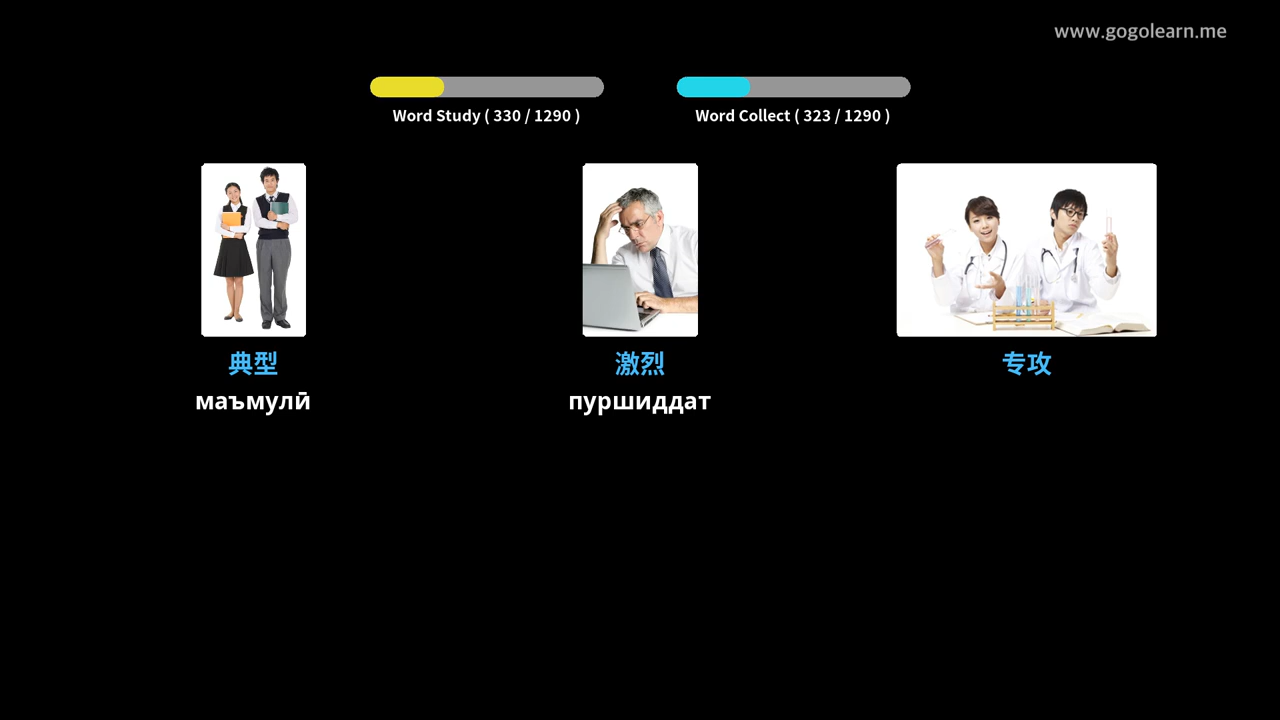 www.gogolearn.me
Word Study ( 330 / 1290 )
Word Collect ( 323 / 1290 )
典型
激烈
专攻
маъмулӣ
пуршиддат